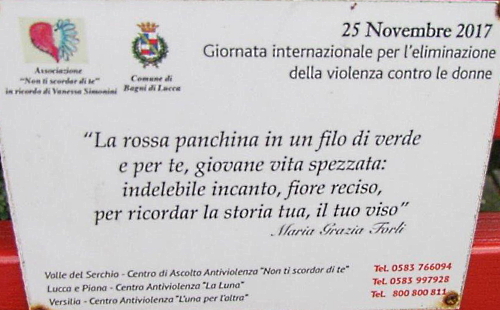 25 Novembre 2017
Giornata internazionale per l'eliminazione
della violenza contro le donne
Associazione
"Non ti scordar di te"
in ricordo di Vanessa Simonini
Comune di
Bagni di Lucca
"La rossa panchina in un filo di verde
e per te, giovane vita spezzata:
indelebile incanto, fiore reciso,
per ricordar la storia tua, il tuo viso"
Maria Grazia Forli
Valle del Serchio - Centro di Ascolto Antiviolenza "Non ti scordar di te"
Lucca e Piana - Centro Antiviolenza "La Luna"
Versilia - Centro Antiviolenza "L'una per l'altra"
Tel. 0583 766094
Tel. 0583 997928
Tel. 800 800 811